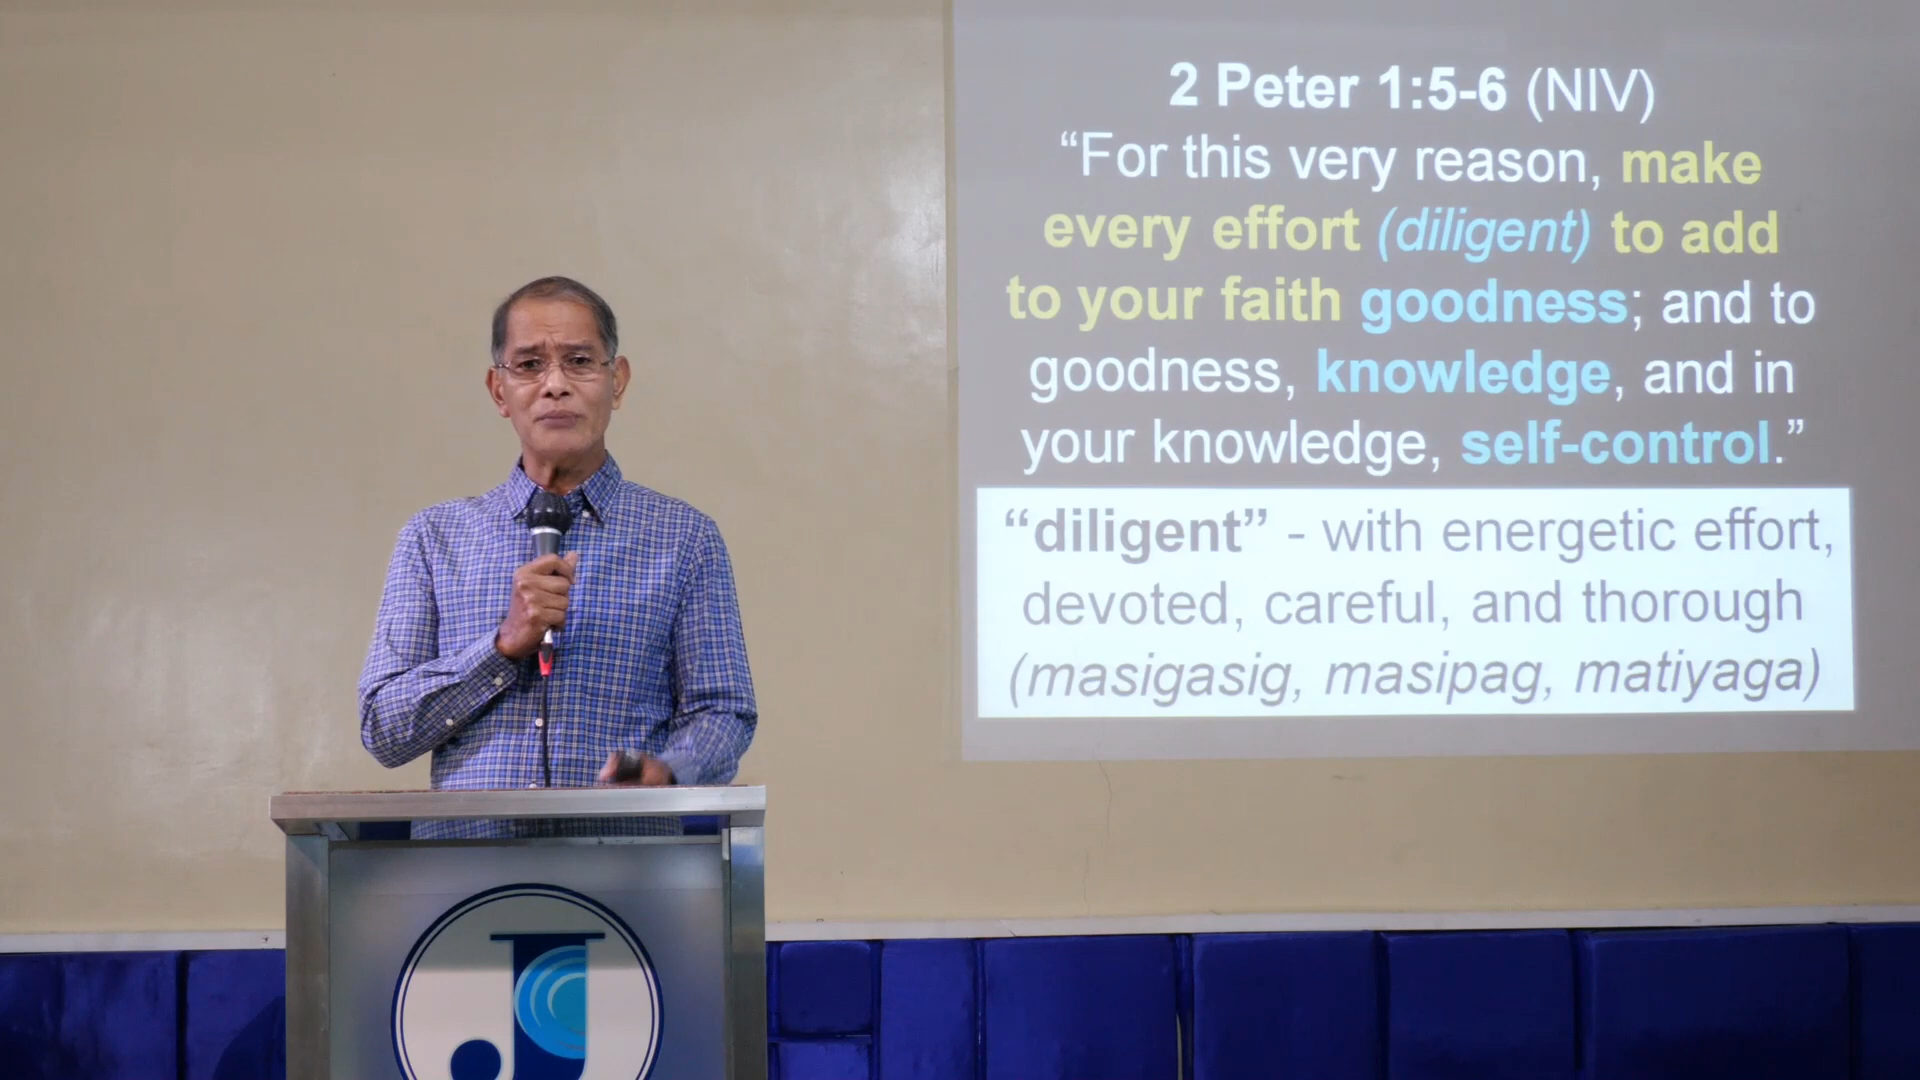 2 Peter 1:5-6 (NIV)
“For this very reason, make
every effort (diligent) to add
to your faith goodness; and to
goodness, knowledge, and in
your knowledge, self-control.”
“diligent” - with energetic effort,
devoted, careful, and thorough
(masigasig, masipag, matiyaga)
J